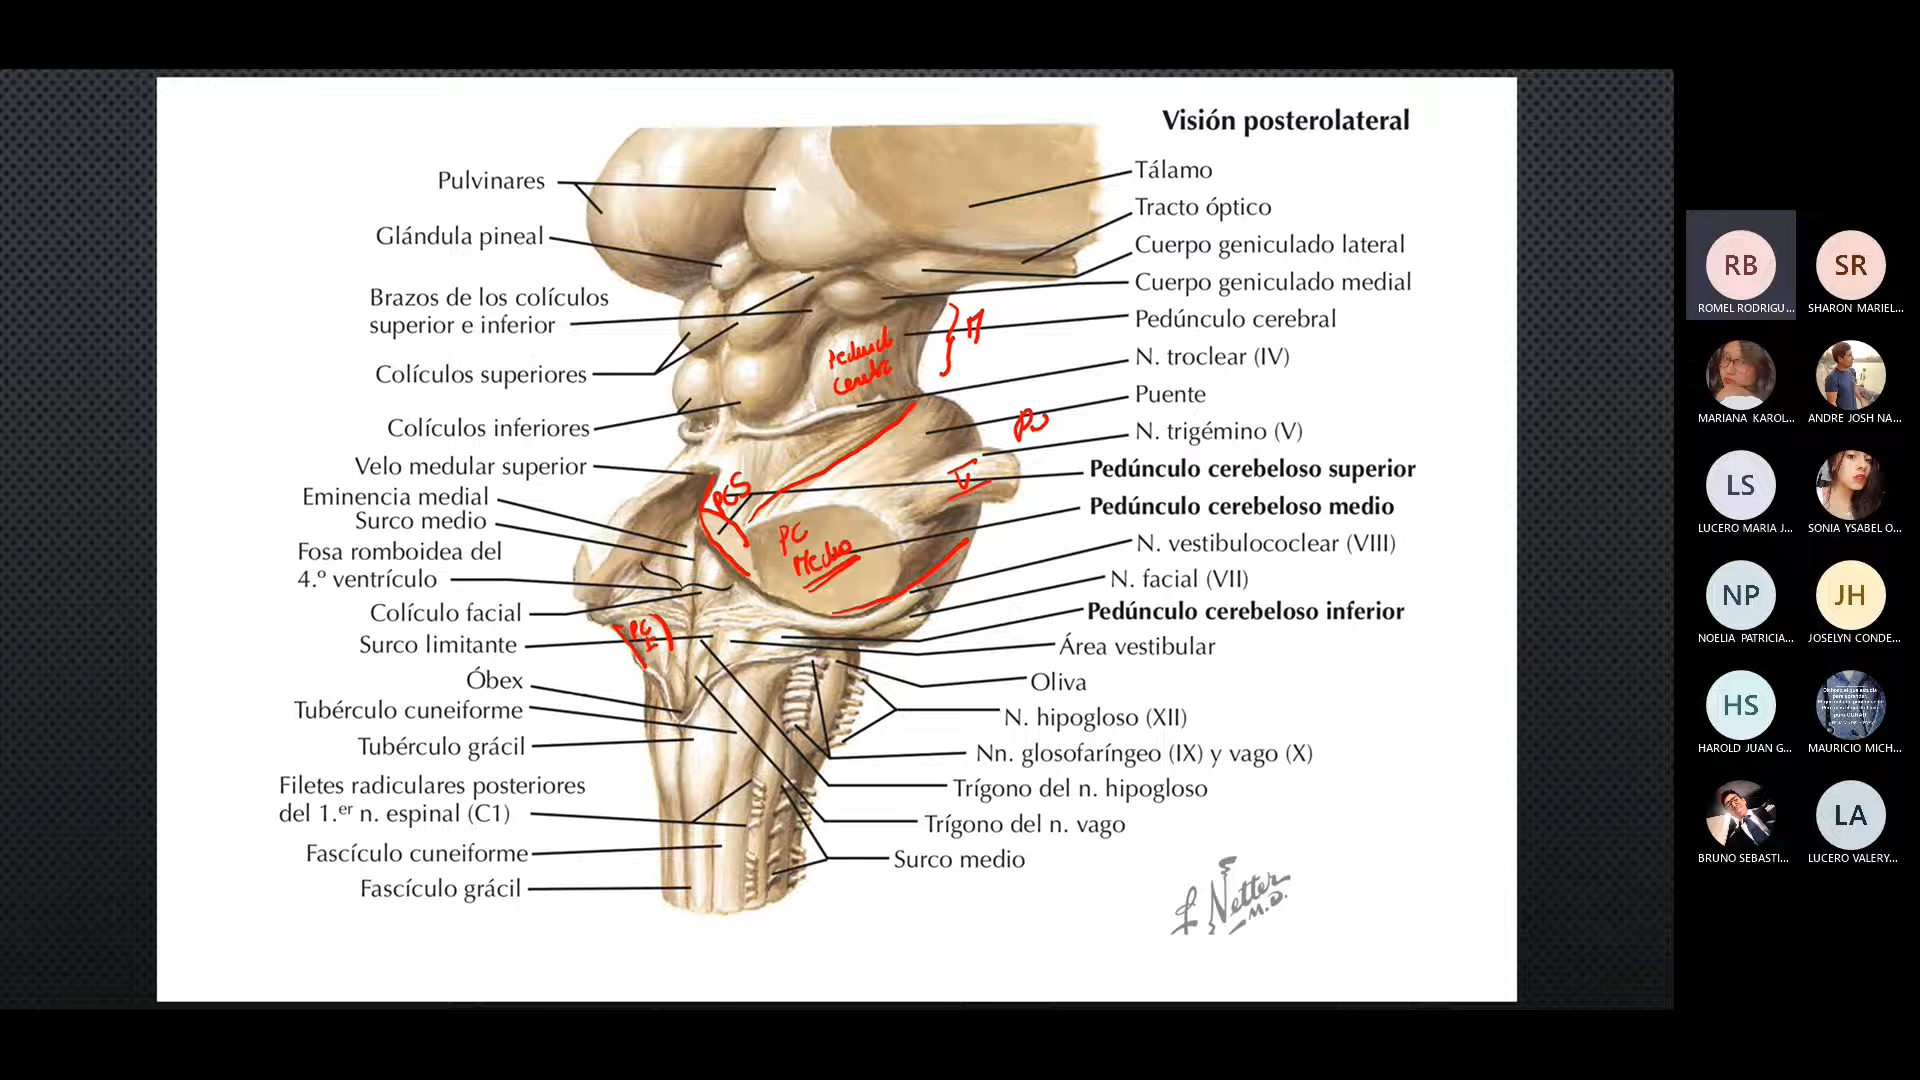 Visión posterolateral
Pulvinares
Glándula pineal
Brazos de los colículos
superior e inferior
Colículos superiores
Colículos inferiores
Velo medular superior
Eminencia medial
Surco medio
Fosa romboidea del
4.º ventrículo
Colículo facial
Surco limitante
Óbex
Tubérculo cuneiforme
Tubérculo grácil
Filetes radiculares posteriores
del 1.er n. espinal (C1)
Fascículo cuneiforme
Fascículo grácil
Tálamo
Tracto óptico
Cuerpo geniculado lateral
Cuerpo geniculado medial
Pedúnculo cerebral
N. troclear (IV)
Puente
N. trigémino (V)
Pedúnculo cerebeloso superior
Pedúnculo cerebeloso medio
N. vestibulococlear (VIII)
N. facial (VII)
Pedúnculo cerebeloso inferior
Área vestibular
Oliva
N. hipogloso (XII)
Nn. glosofaríngeo (IX) y vago (X)
Trígono del n. hipogloso
Trígono del n. vago
Surco medio
M
V
PCS
PC
Medio
PC
I
f. Netter
M.D.
RB
ROMEL RODRIGU...
SR
SHARON MARIEL...
MARIANA KAROL...
ANDRE JOSH NA...
LS
LUCERO MARIA J...
SONIA YSABEL O...
NP
NOELIA PATRICIA...
JH
JOSELYN CONDE...
HS
HAROLD JUAN G...
MAURICIO MICH...
BRUNO SEBASTI...
LA
LUCERO VALERY...